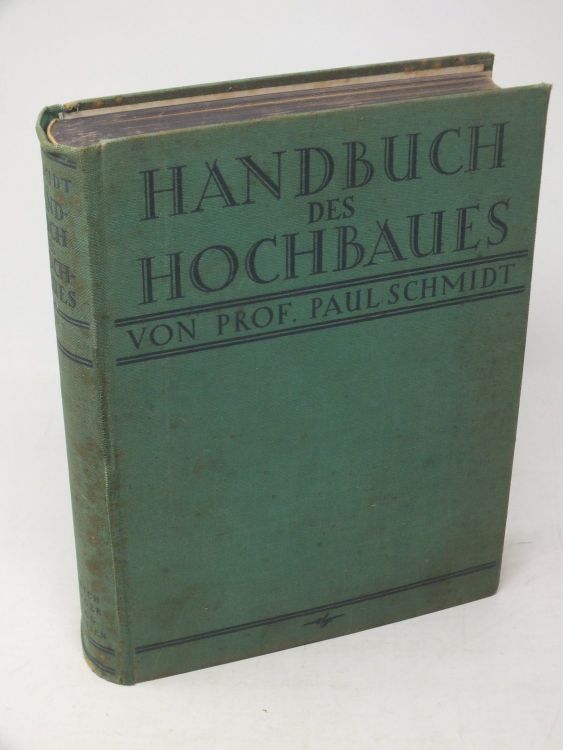 HANDBUCH
DES
HOCHBAUES
VON PROF. PAUL SCHMIDT